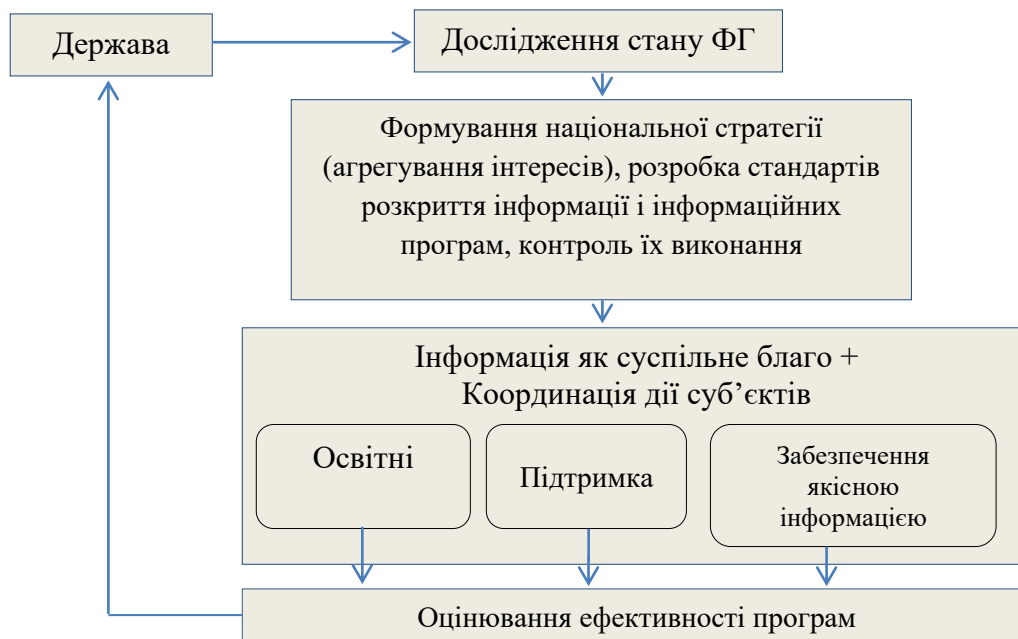 Держава
Дослідження стану ФГ
Формування національної стратегії
(агрегування інтересів), розробка стандартів
розкриття інформації і інформаційних
програм, контроль їх виконання
Інформація як суспільне благо +
Координація дії суб’єктів
Освітні
Підтримка
Забезпечення
якісною
інформацією
Оцінювання ефективності програм